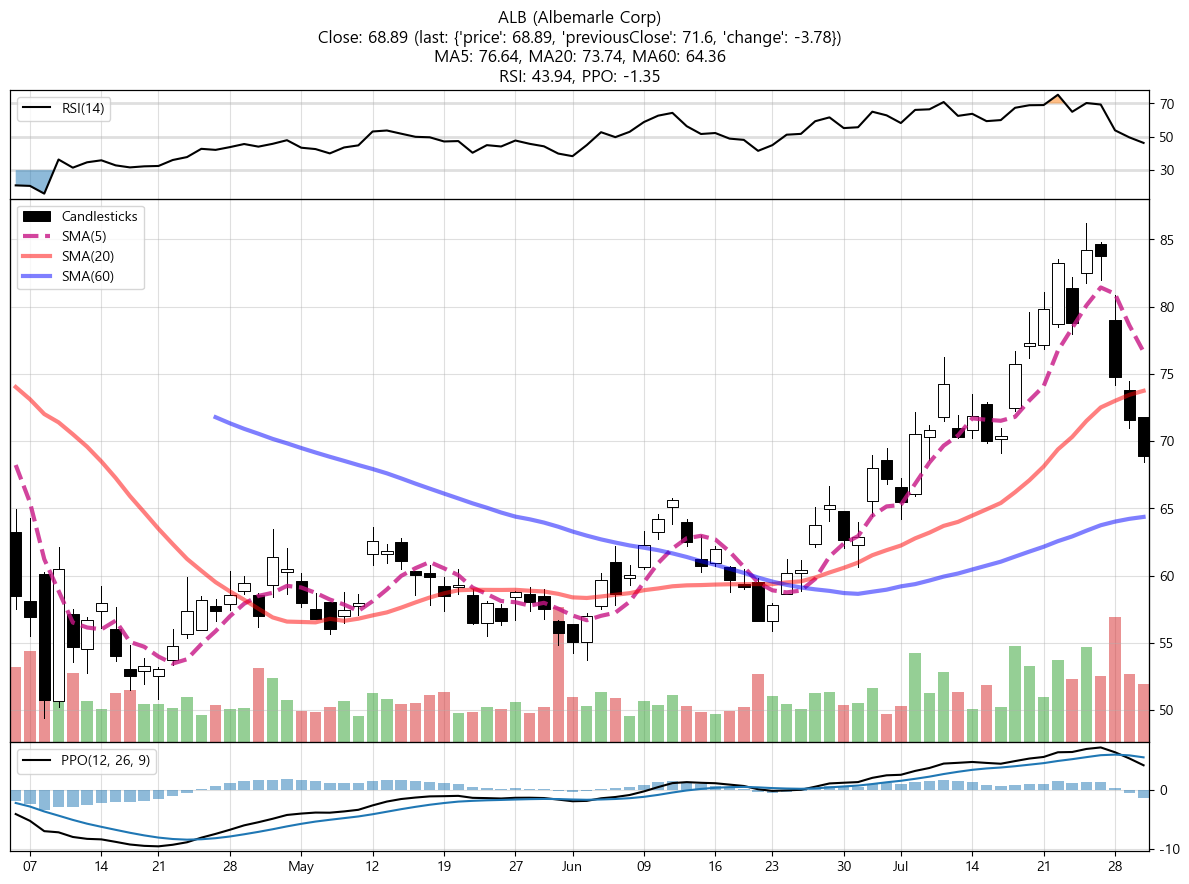 ALB (Albemarle Corp)
Close: 68.89 (last: {'price': 68.89, 'previousClose': 71.6, 'change': -3.78})
MA5: 76.64, MA20: 73.74, MA60: 64.36
RSI: 43.94, PPO: -1.35
RSI(14)
70
50
30
Candlesticks
SMA(5)
SMA(20)
SMA(60)
85
80
75
70
65
60
55
50
PPO(12, 26, 9)
0
-10
07 14 21 28 May 12 19 27 Jun 09 16 23 30 Jul 14 21 28